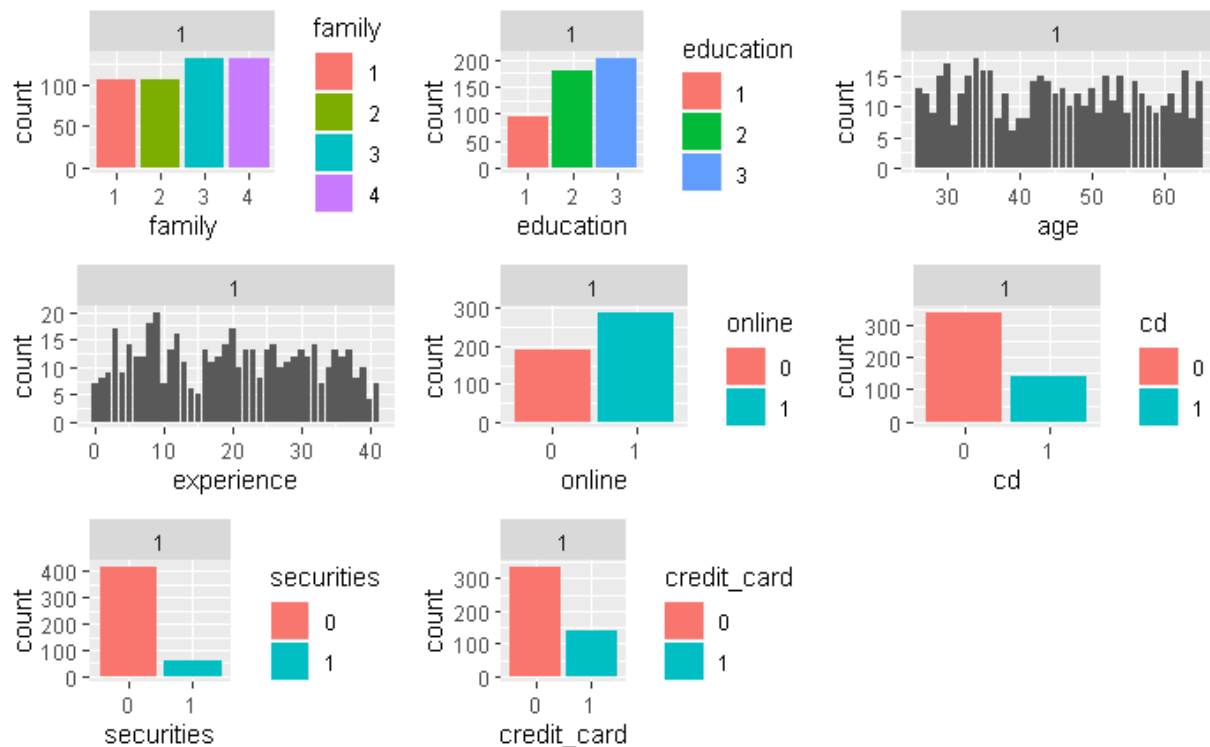 1
count
100
50
0
1 2 3 4
family
family
1
2
3
4
1
count
200
150
100
50
0
1 2 3
education
education
1
2
3
1
count
15
10
5
0
30 40 50 60
age
1
count
20
15
10
5
0
0 10 20 30 40
experience
1
count
300
200
100
0
0 1
online
online
0
1
1
count
300
200
100
0
0 1
cd
cd
0
1
1
count
400
300
200
100
0
0 1
securities
securities
0
1
1
count
300
200
100
0
0 1
credit_card
credit_card
0
1